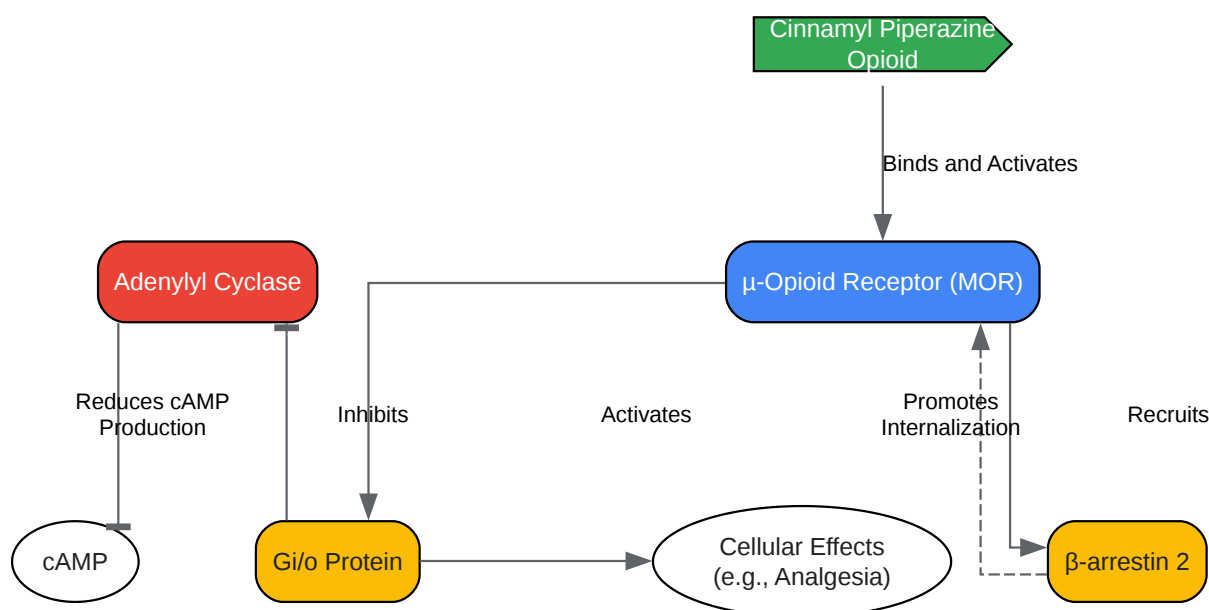 Cinnamyl Piperazine
Opioid
Binds and Activates
Adenylyl Cyclase
µ-Opioid Receptor (MOR)
Reduces cAMP
Production
Inhibits
Activates
Promotes
Internalization
Recruits
cAMP
Gi/o Protein
Cellular Effects
(e.g., Analgesia)
β-arrestin 2